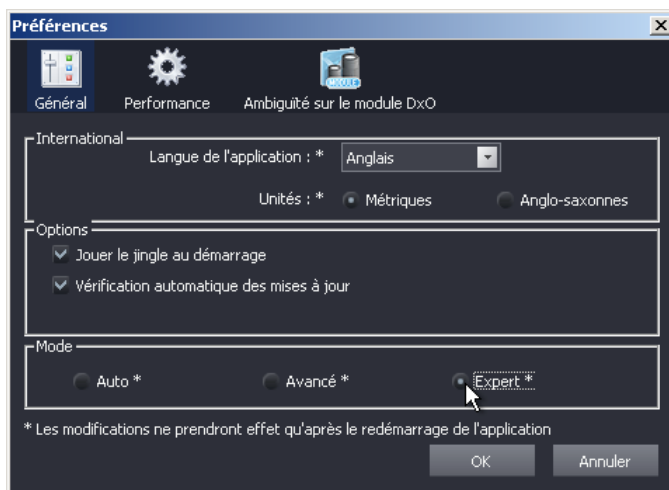 Préférences
Général Performance Ambiguïté sur le module DxO
International
Langue de l'application : * Anglais
Unités : * Métriques Anglo-saxonnes
Options
Jouer le jingle au démarrage
Vérification automatique des mises à jour
Mode
Auto * Avancé * Expert *
* Les modifications ne prendront effet qu'après le redémarrage de l'application
OK Annuler